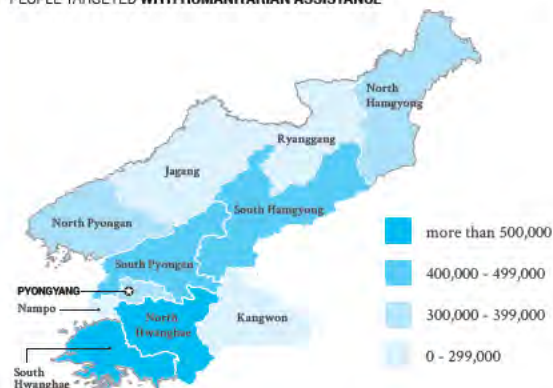 PEOPLE TARGETED WITH HUMANITARIAN ASSISTANCE
North
Hamgyong
Ryanggang
Jagang
South Hamgyong
North Pyongan
South Pyongan
PYONGYANG
Nampo
North
Hwanghae
Kangwon
South
Hwanghae
more than 500,000
400,000 - 499,000
300,000 - 399,000
0 - 299,000